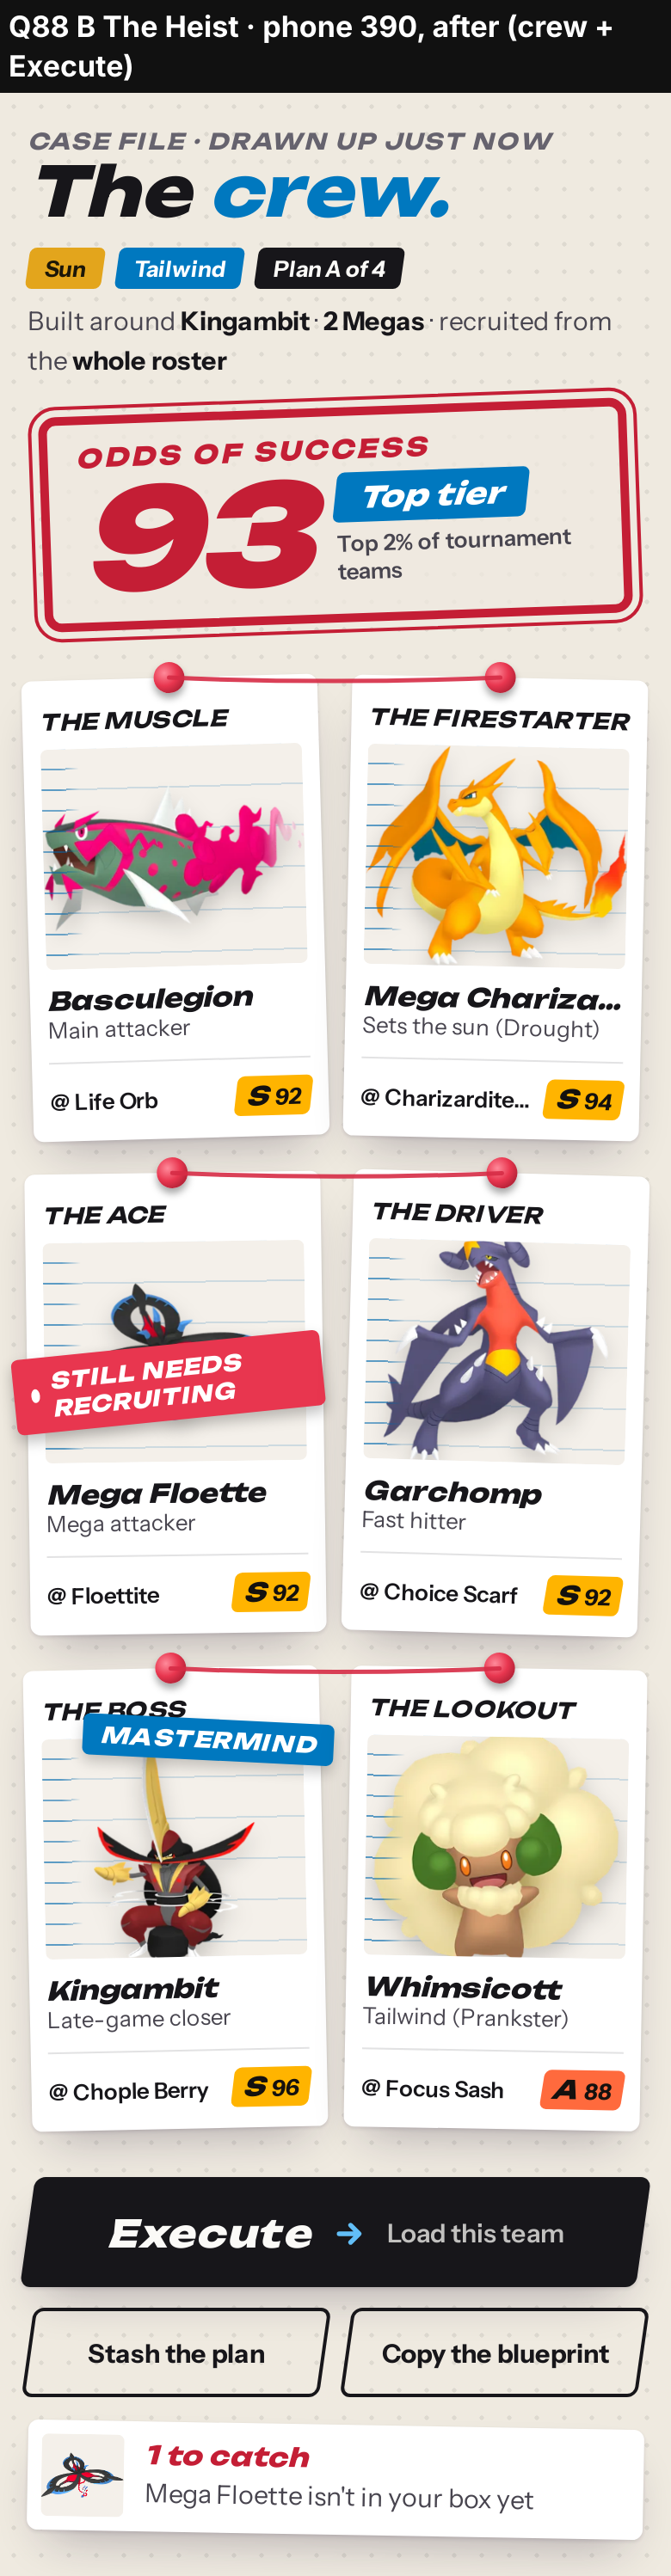 Q88 B The Heist · phone 390, after (crew +
Execute)
CASE FILE · DRAWN UP JUST NOW
The crew.
Sun
Tailwind
Plan A of 4
Built around Kingambit · 2 Megas · recruited from
the whole roster
ODDS OF SUCCESS
93
Top tier
Top 2% of tournament
teams
THE MUSCLE
Basculegion
Main attacker
@ Life Orb
S 92
THE FIRESTARTER
Mega Chariza...
Sets the sun (Drought)
@ Charizardite...
S 94
THE ACE
STILL NEEDS
RECRUITING
Mega Floette
Mega attacker
@ Floettite
S 92
THE DRIVER
Garchomp
Fast hitter
@ Choice Scarf
S 92
THE BOSS
MASTERMIND
Kingambit
Late-game closer
@ Chople Berry
S 96
THE LOOKOUT
Whimsicott
Tailwind (Prankster)
@ Focus Sash
A 88
Execute → Load this team
Stash the plan
Copy the blueprint
1 to catch
Mega Floette isn't in your box yet